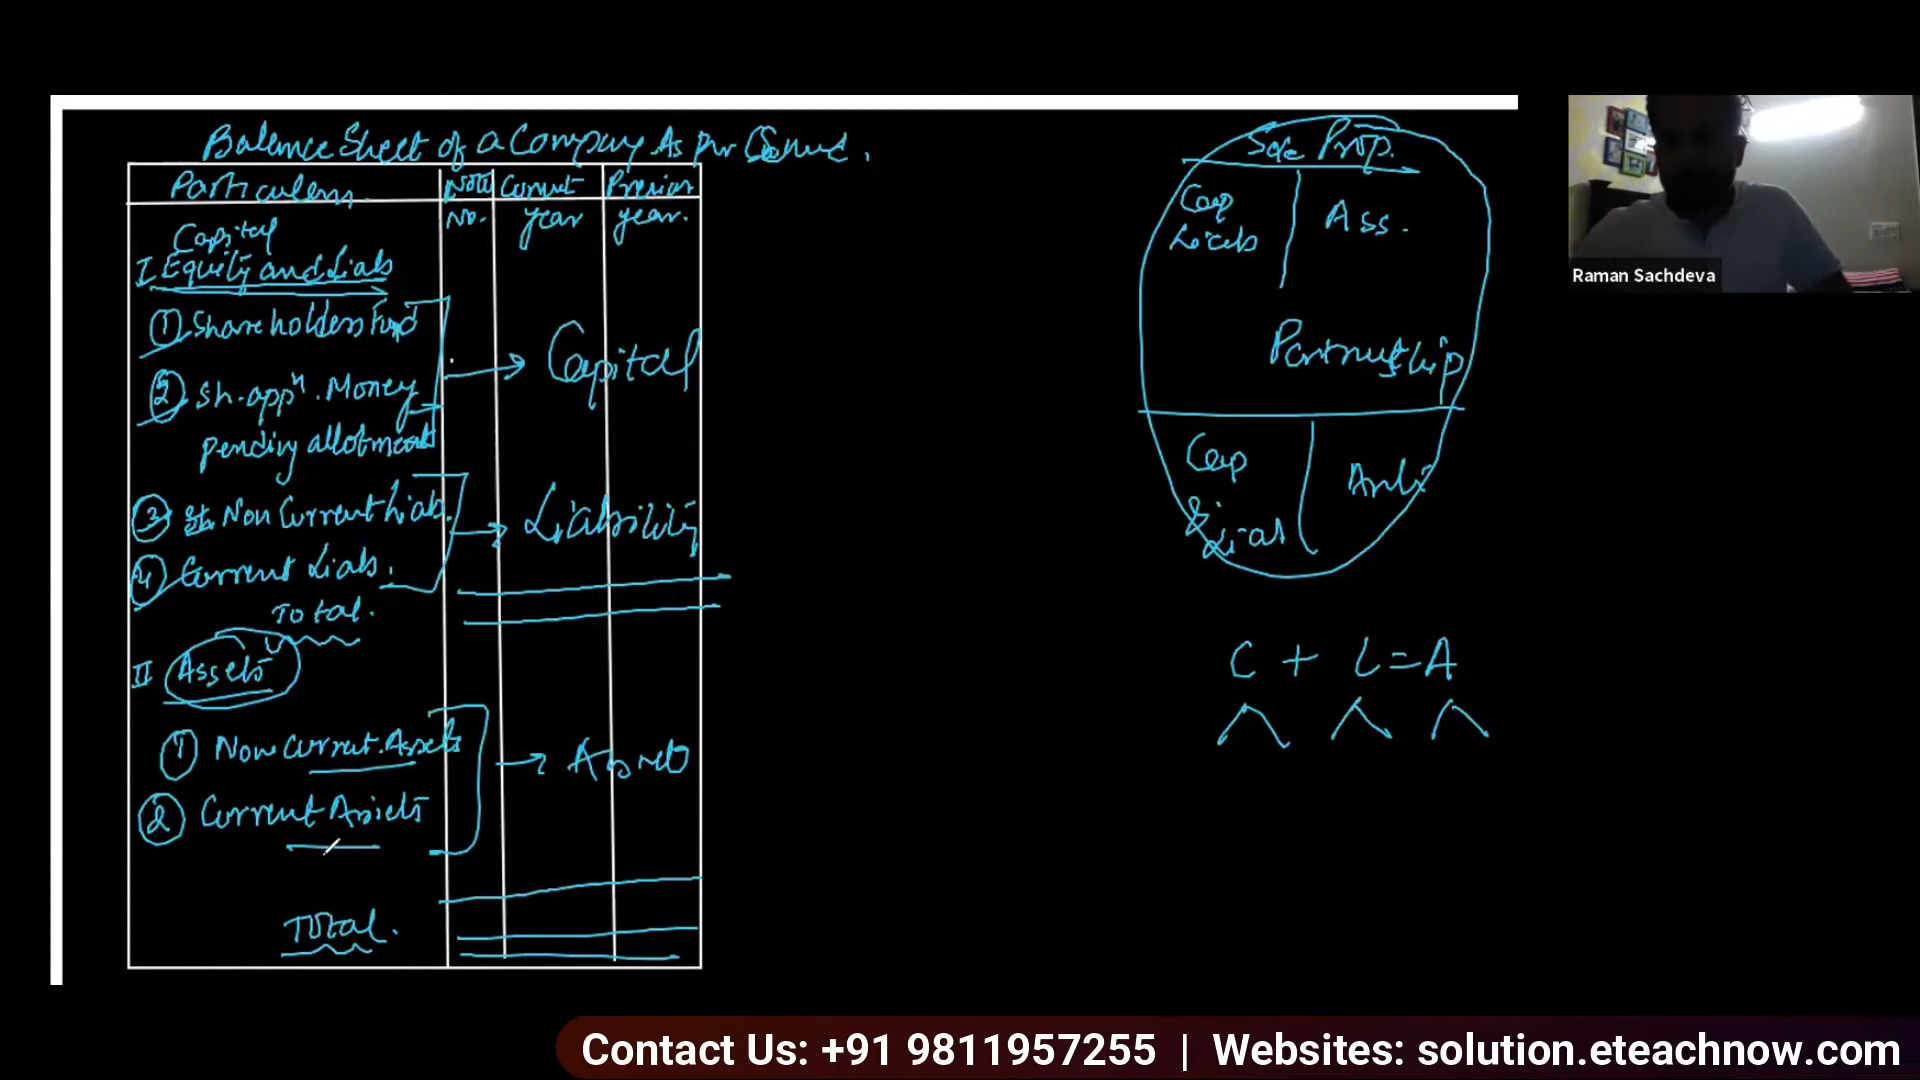 Balance Sheet of a Company As per
Particulars
Note No.
Current year
Previous year.
Capital
I Equity and Liabs
① Shareholders Fund
② Sh. appⁿ. Money
pending allotment
→ Capital
③ Non Current Liab.
④ Current Liabs.
→ Liability
Total.
II Assets
① Non Current Assets
② Current Assets
→ Assets
Total.
Sole Prop.
Cap
Liabs
Ass.
Partnership
Cap
& Liab
C + L = A
Raman Sachdeva
Contact Us: +91 9811957255 | Websites: solution.eteachnow.com